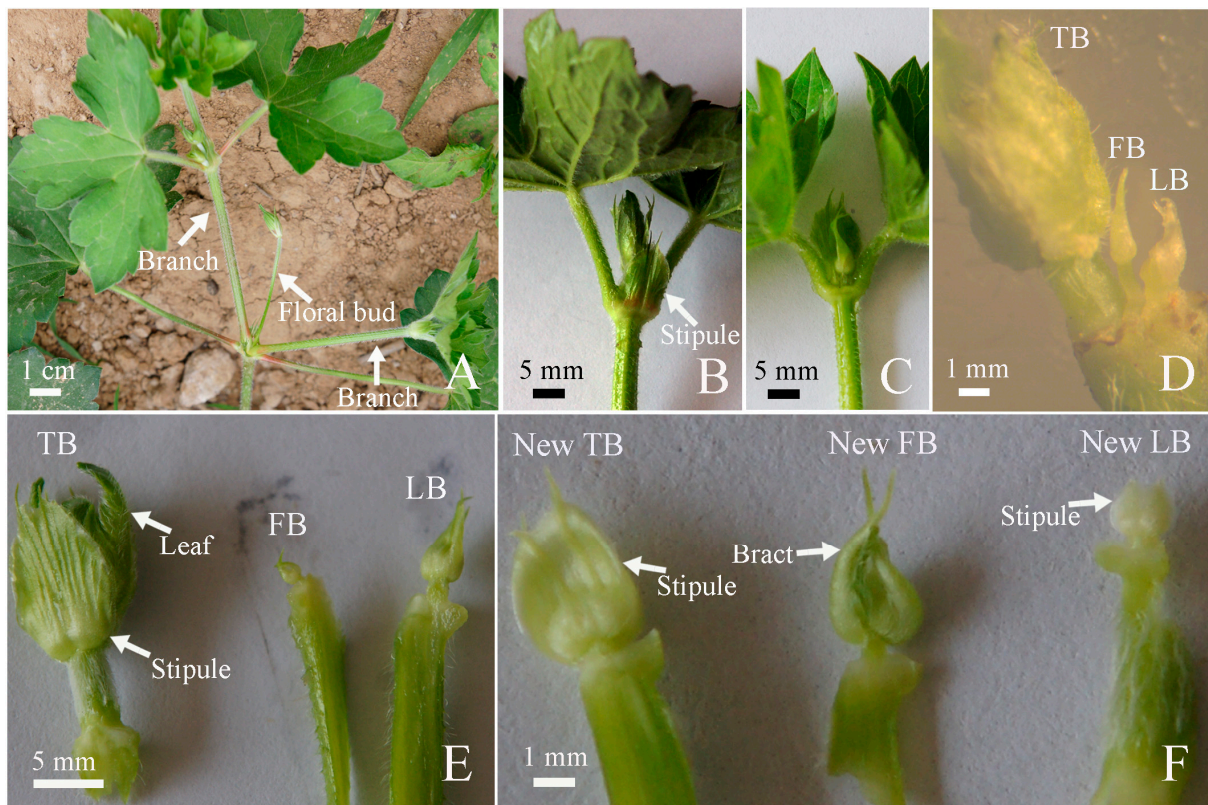 Branch
Floral bud
Branch
1 cm
A
Stipule
5 mm
B
5 mm
C
TB
FB
LB
1 mm
D
TB
Leaf
FB
LB
Stipule
5 mm
E
New TB
New FB
New LB
Stipule
Bract
Stipule
1 mm
F